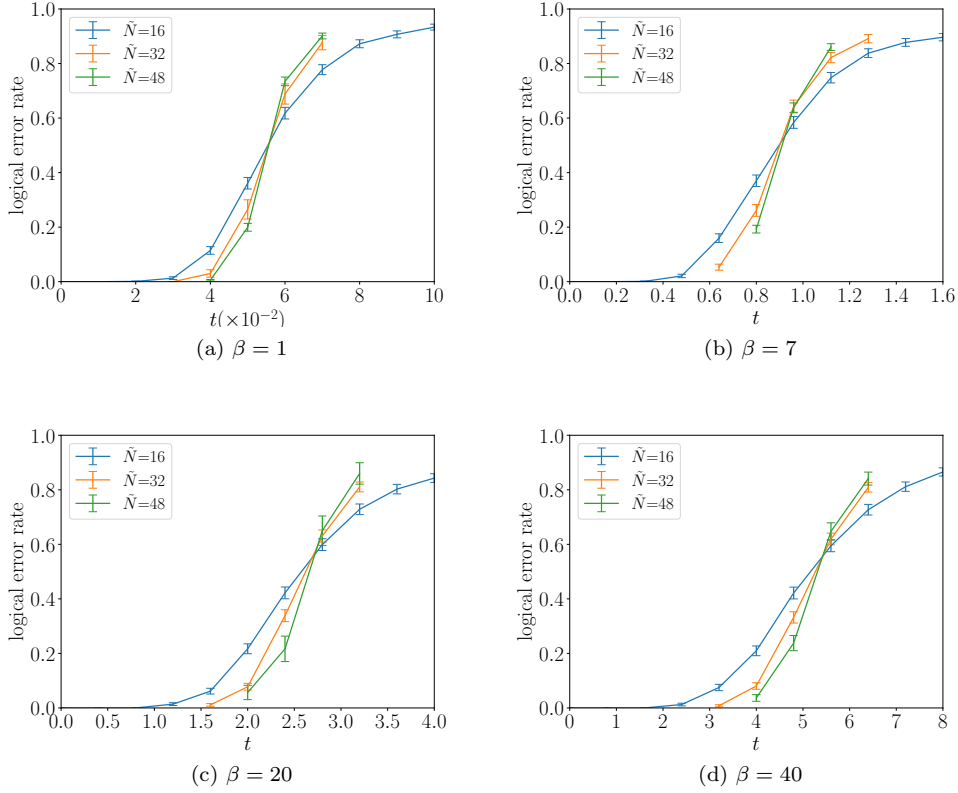 1.0
0.8
0.6
0.4
0.2
0.0
logical error rate
Ñ=16
Ñ=32
Ñ=48
0 2 4 6 8 10
t(×10⁻²)
(a) β = 1
1.0
0.8
0.6
0.4
0.2
0.0
logical error rate
Ñ=16
Ñ=32
Ñ=48
0.0 0.2 0.4 0.6 0.8 1.0 1.2 1.4 1.6
t
(b) β = 7
1.0
0.8
0.6
0.4
0.2
0.0
logical error rate
Ñ=16
Ñ=32
Ñ=48
0.0 0.5 1.0 1.5 2.0 2.5 3.0 3.5 4.0
t
(c) β = 20
1.0
0.8
0.6
0.4
0.2
0.0
logical error rate
Ñ=16
Ñ=32
Ñ=48
0 1 2 3 4 5 6 7 8
t
(d) β = 40